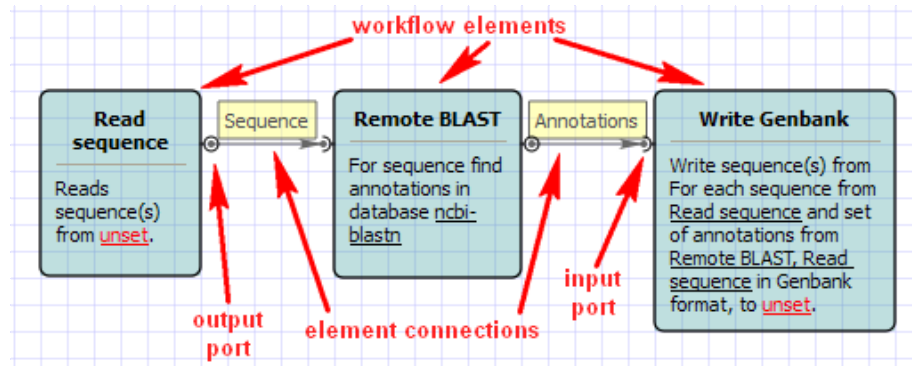 workflow elements
Read
sequence
Reads
sequence(s)
from unset.
Sequence
Remote BLAST
For sequence find
annotations in
database ncbi-
blastn
Annotations
Write Genbank
Write sequence(s) from
For each sequence from
Read sequence and set
of annotations from
Remote BLAST, Read
sequence in Genbank
format, to unset.
output
port
element connections
input
port